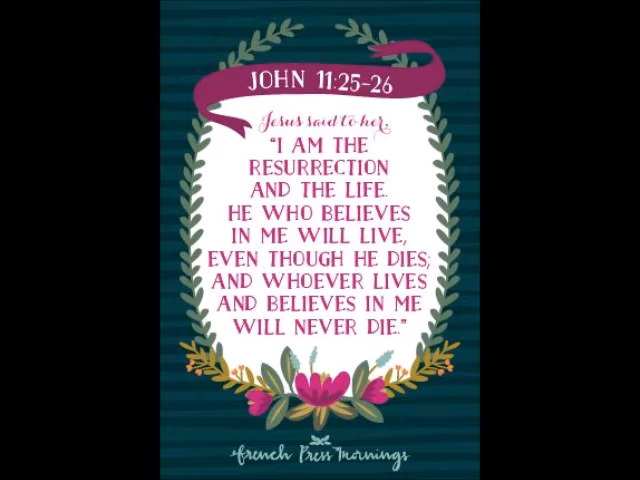 JOHN 11:25-26
Jesus said to her,
"I AM THE
RESURRECTION
AND THE LIFE.
HE WHO BELIEVES
IN ME WILL LIVE,
EVEN THOUGH HE DIES;
AND WHOEVER LIVES
AND BELIEVES IN ME
WILL NEVER DIE."
French Press Mornings